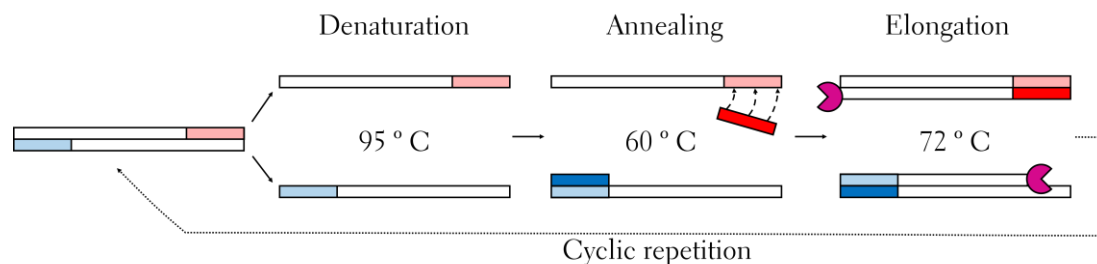 Denaturation
Annealing
Elongation
95 º C
60 º C
72 º C
Cyclic repetition